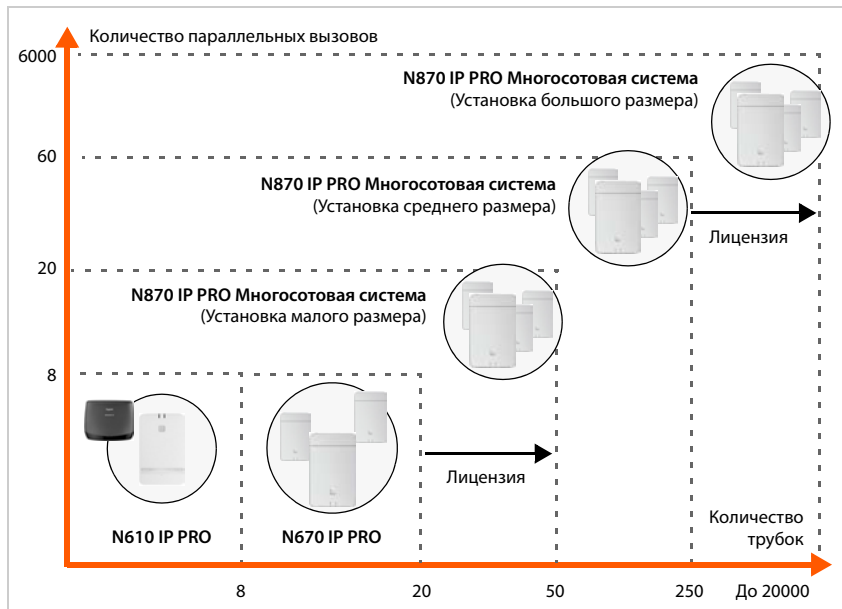 Количество параллельных вызовов
6000
N870 IP PRO Многосотовая система
(Установка большого размера)
60
N870 IP PRO Многосотовая система
(Установка среднего размера)
Лицензия
20
N870 IP PRO Многосотовая система
(Установка малого размера)
8
Лицензия
N610 IP PRO
N670 IP PRO
Количество
трубок
8
20
50
250
До 20000